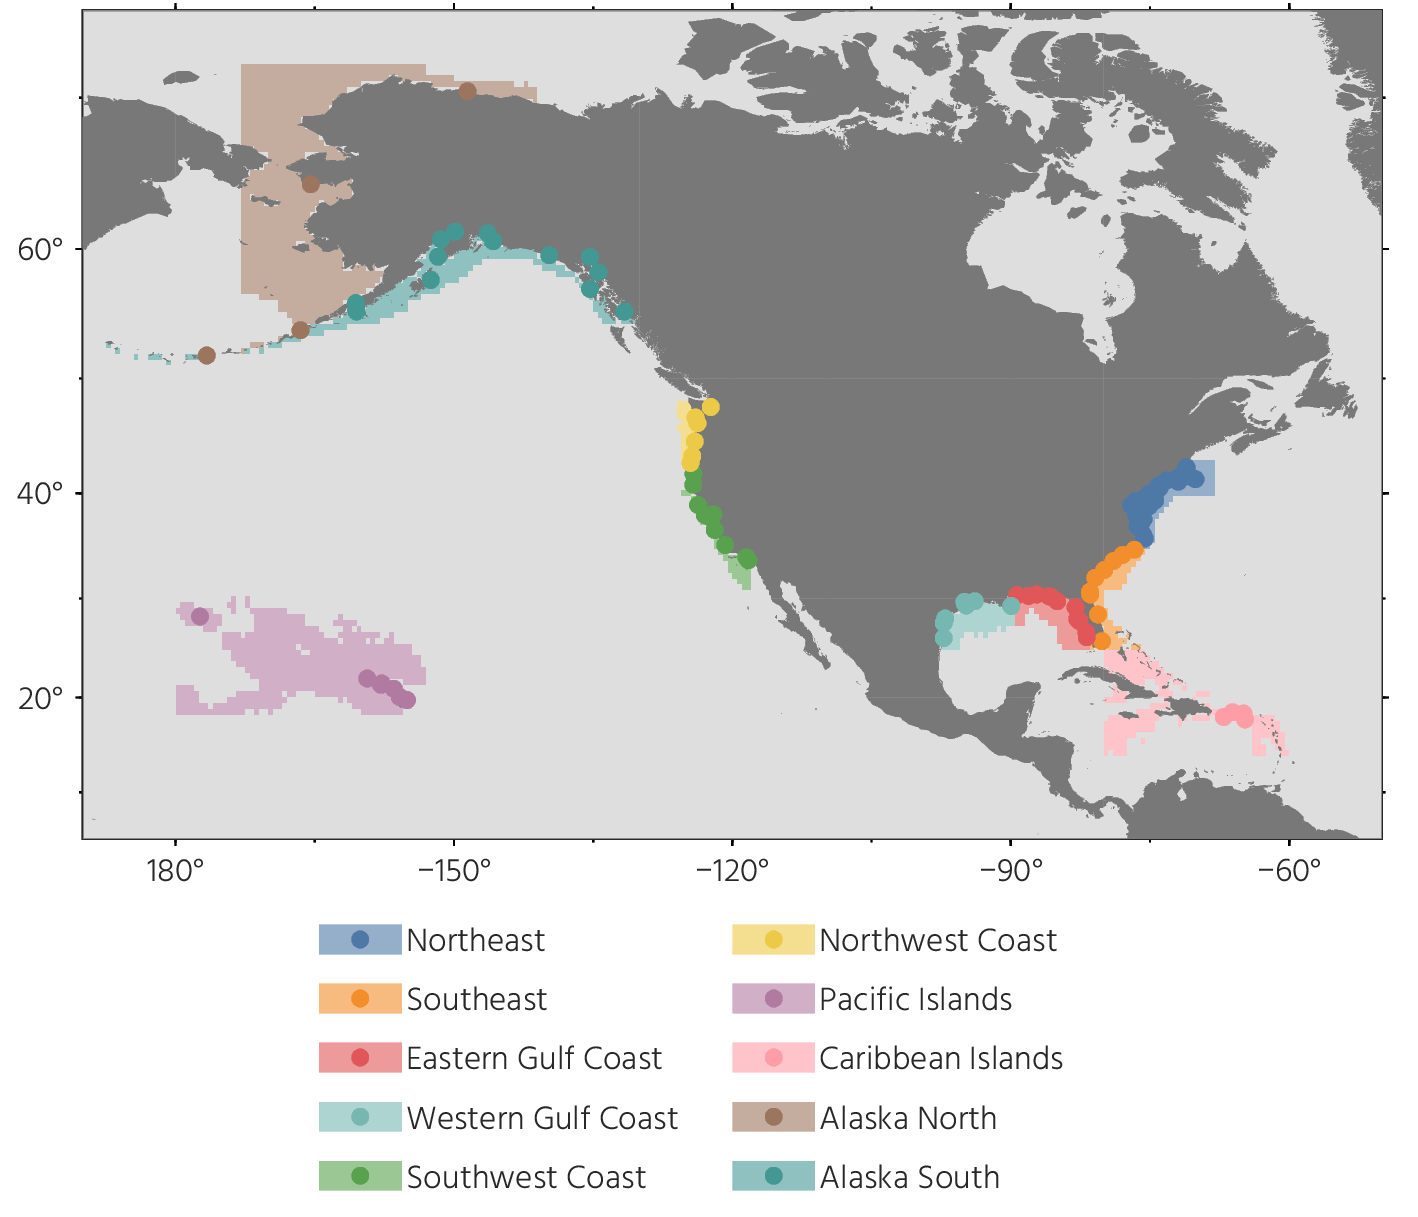 60°
40°
20°
180°
−150°
−120°
−90°
−60°
Northeast
Southeast
Eastern Gulf Coast
Western Gulf Coast
Southwest Coast
Northwest Coast
Pacific Islands
Caribbean Islands
Alaska North
Alaska South